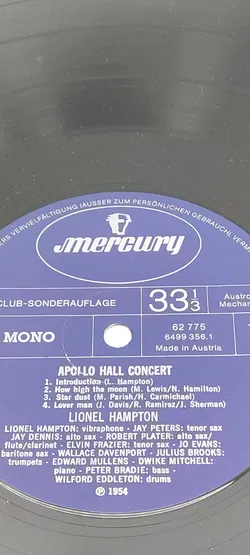 ERS VERVIELFÄLTIGUNG (AUSSER ZUM PERSÖNLICHEN GEBRAUCH), VERM
mercury
CLUB-SONDERAUFLAGE
33 1/3
Austro
Mechan
MONO
62 775
6499 356.1
Made in Austria
APOLLO HALL CONCERT
1. Introduction (L. Hampton)
2. How high the moon (M. Lewis/N. Hamilton)
3. Star dust (M. Parish/H. Carmichael)
4. Lover man (J. Davis/R. Ramirez/J. Sherman)
LIONEL HAMPTON
LIONEL HAMPTON: vibraphone - JAY PETERS: tenor sax
JAY DENNIS: alto sax - ROBERT PLATER: alto sax/
flute/clarinet - ELVIN FRAZIER: tenor sax - JO EVANS:
baritone sax - WALLACE DAVENPORT - JULIUS BROOKS:
trumpets - EDWARD MULLENS - DWIKE MITCHELL:
piano - PETER BRADIE: bass -
WILFORD EDDLETON: drums
Ⓟ 1954